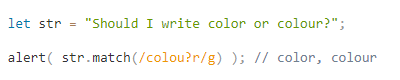 let str = "Should I write color or colour?";
alert( str.match(/colou?r/g) ); // color, colour